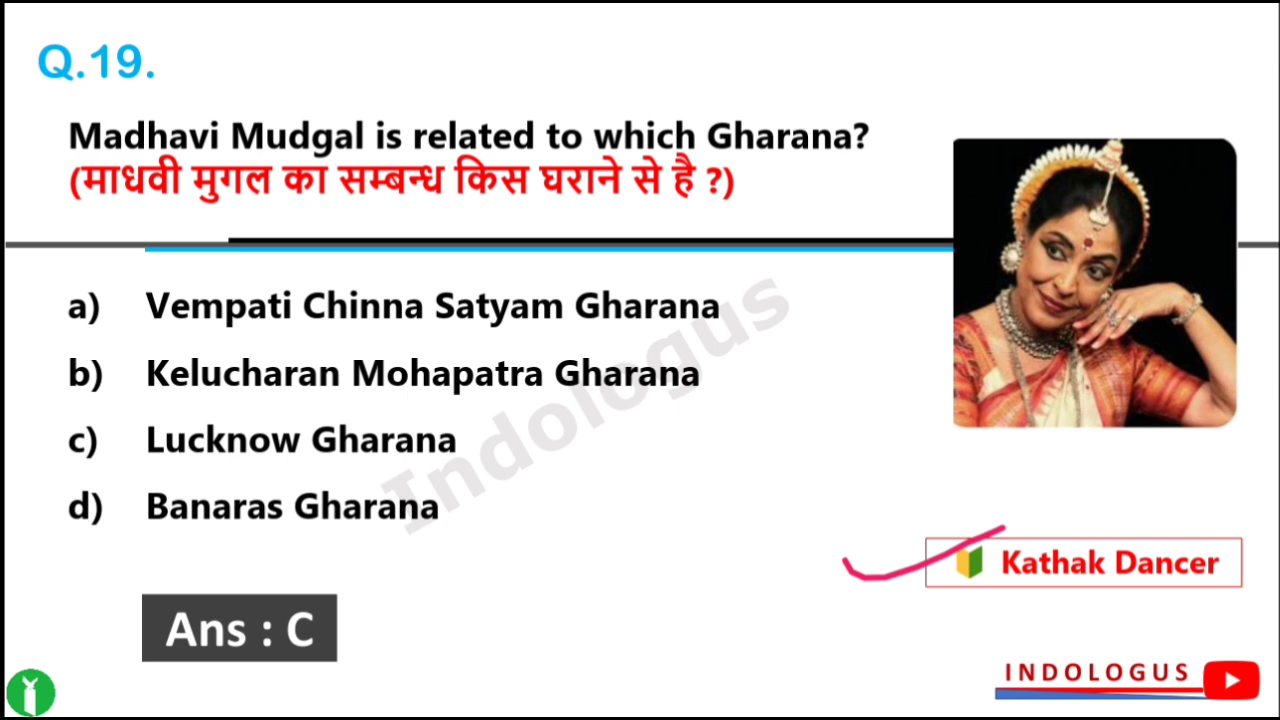 Q.19.
Madhavi Mudgal is related to which Gharana?
(माधवी मुगल का सम्बन्ध किस घराने से है ?)
a) Vempati Chinna Satyam Gharana
b) Kelucharan Mohapatra Gharana
c) Lucknow Gharana
d) Banaras Gharana
Indologus
Kathak Dancer
Ans : C
INDOLOGUS